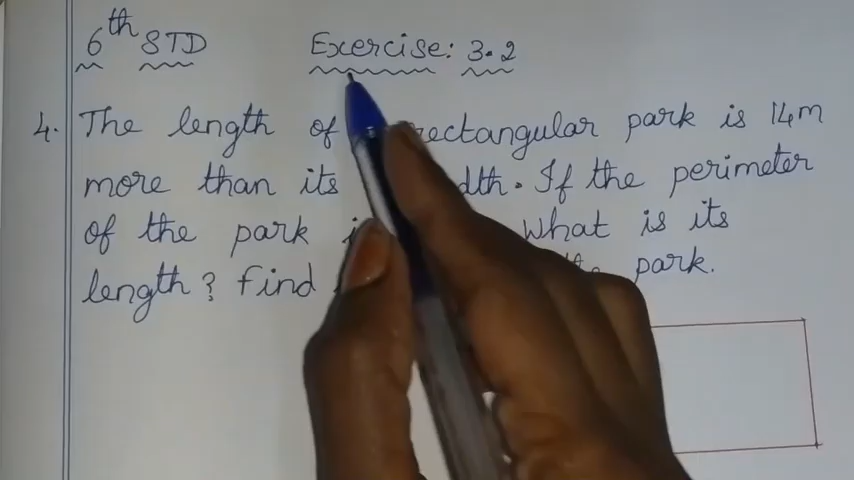 6th STD Exercise: 3.2
4. The length of rectangular park is 14m
more than its . If the perimeter
of the park What is its
length? Find park.